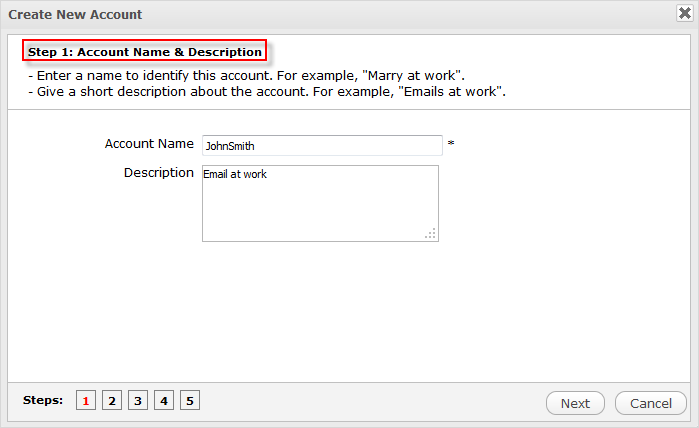 Create New Account
Step 1: Account Name & Description
- Enter a name to identify this account. For example, "Marry at work".
- Give a short description about the account. For example, "Emails at work".
Account Name JohnSmith *
Description Email at work
Steps: 1 2 3 4 5 Next Cancel